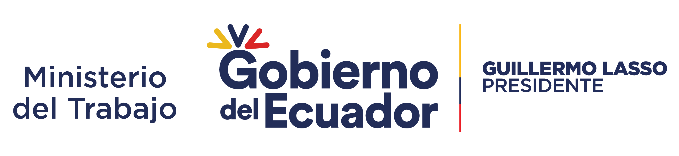 Ministerio
del Trabajo
Gobierno
del Ecuador
GUILLERMO LASSO
PRESIDENTE